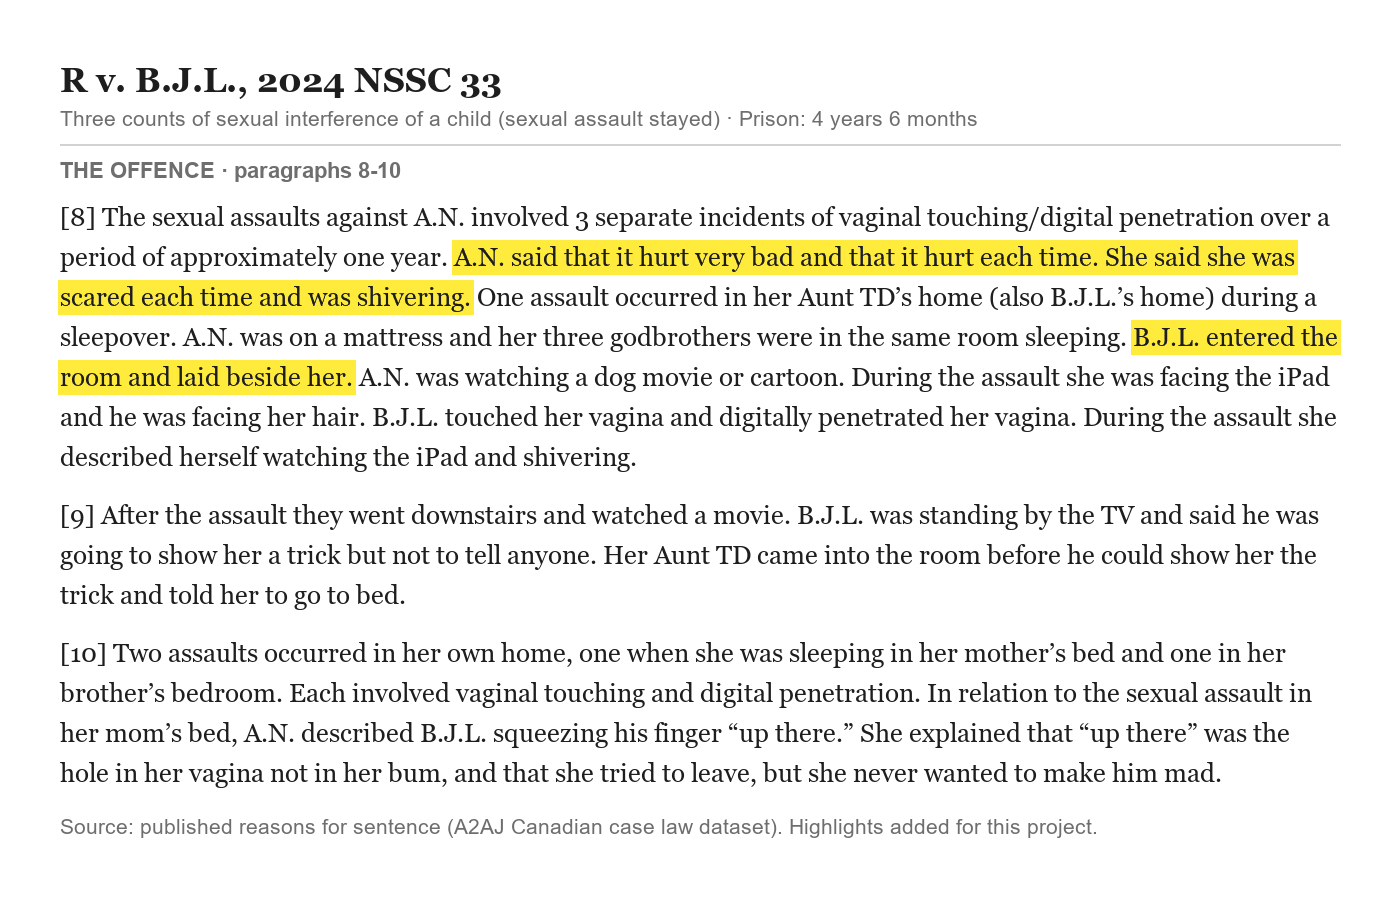 R v. B.J.L., 2024 NSSC 33
Three counts of sexual interference of a child (sexual assault stayed) · Prison: 4 years 6 months
THE OFFENCE · paragraphs 8-10
[8] The sexual assaults against A.N. involved 3 separate incidents of vaginal touching/digital penetration over a
period of approximately one year. A.N. said that it hurt very bad and that it hurt each time. She said she was
scared each time and was shivering. One assault occurred in her Aunt TD’s home (also B.J.L.’s home) during a
sleepover. A.N. was on a mattress and her three godbrothers were in the same room sleeping. B.J.L. entered the
room and laid beside her. A.N. was watching a dog movie or cartoon. During the assault she was facing the iPad
and he was facing her hair. B.J.L. touched her vagina and digitally penetrated her vagina. During the assault she
described herself watching the iPad and shivering.
[9] After the assault they went downstairs and watched a movie. B.J.L. was standing by the TV and said he was
going to show her a trick but not to tell anyone. Her Aunt TD came into the room before he could show her the
trick and told her to go to bed.
[10] Two assaults occurred in her own home, one when she was sleeping in her mother’s bed and one in her
brother’s bedroom. Each involved vaginal touching and digital penetration. In relation to the sexual assault in
her mom’s bed, A.N. described B.J.L. squeezing his finger “up there.” She explained that “up there” was the
hole in her vagina not in her bum, and that she tried to leave, but she never wanted to make him mad.
Source: published reasons for sentence (A2AJ Canadian case law dataset). Highlights added for this project.